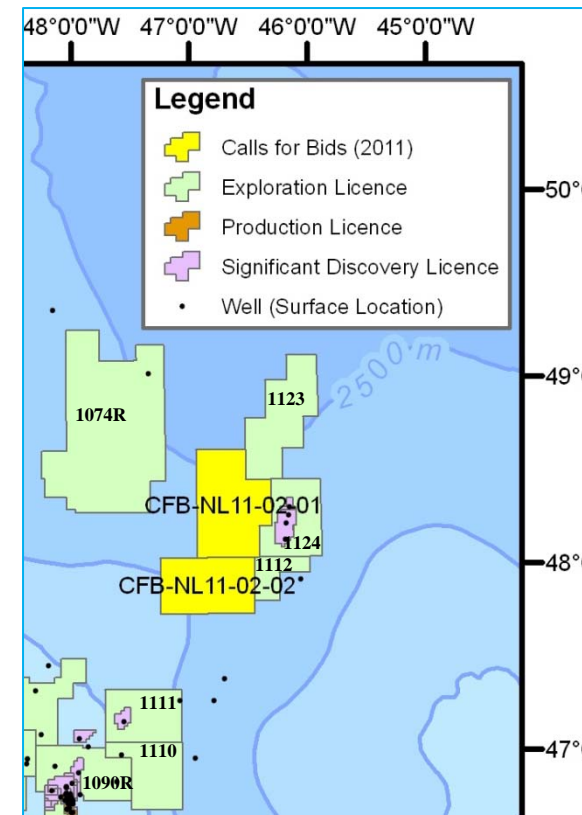 48°0'0"W 47°0'0"W 46°0'0"W 45°0'0"W
Legend
Calls for Bids (2011)
Exploration Licence
Production Licence
Significant Discovery Licence
Well (Surface Location)
50°
49°
2500 m
1123
1074R
CFB-NL11-02-01
1124
1112
48°
CFB-NL11-02-02
1111
1110
47°
1090R